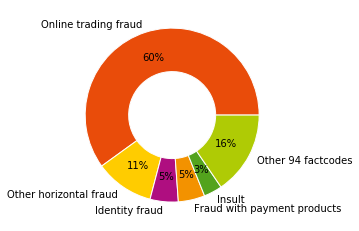 Online trading fraud
60%
16%
Other 94 factcodes
11%
5%
5%
3%
Other horizontal fraud
Identity fraud
Insult
Fraud with payment products